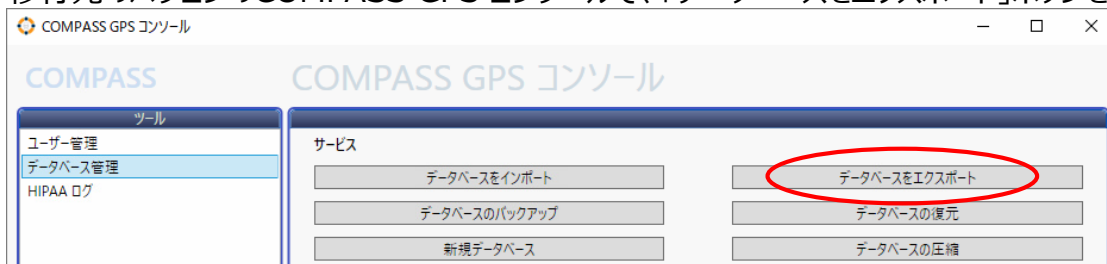 COMPASS GPS コンソール
COMPASS
COMPASS GPS コンソール
ツール
ユーザー管理
データベース管理
HIPAA ログ
サービス
データベースをインポート
データベースをエクスポート
データベースのバックアップ
データベースの復元
新規データベース
データベースの圧縮